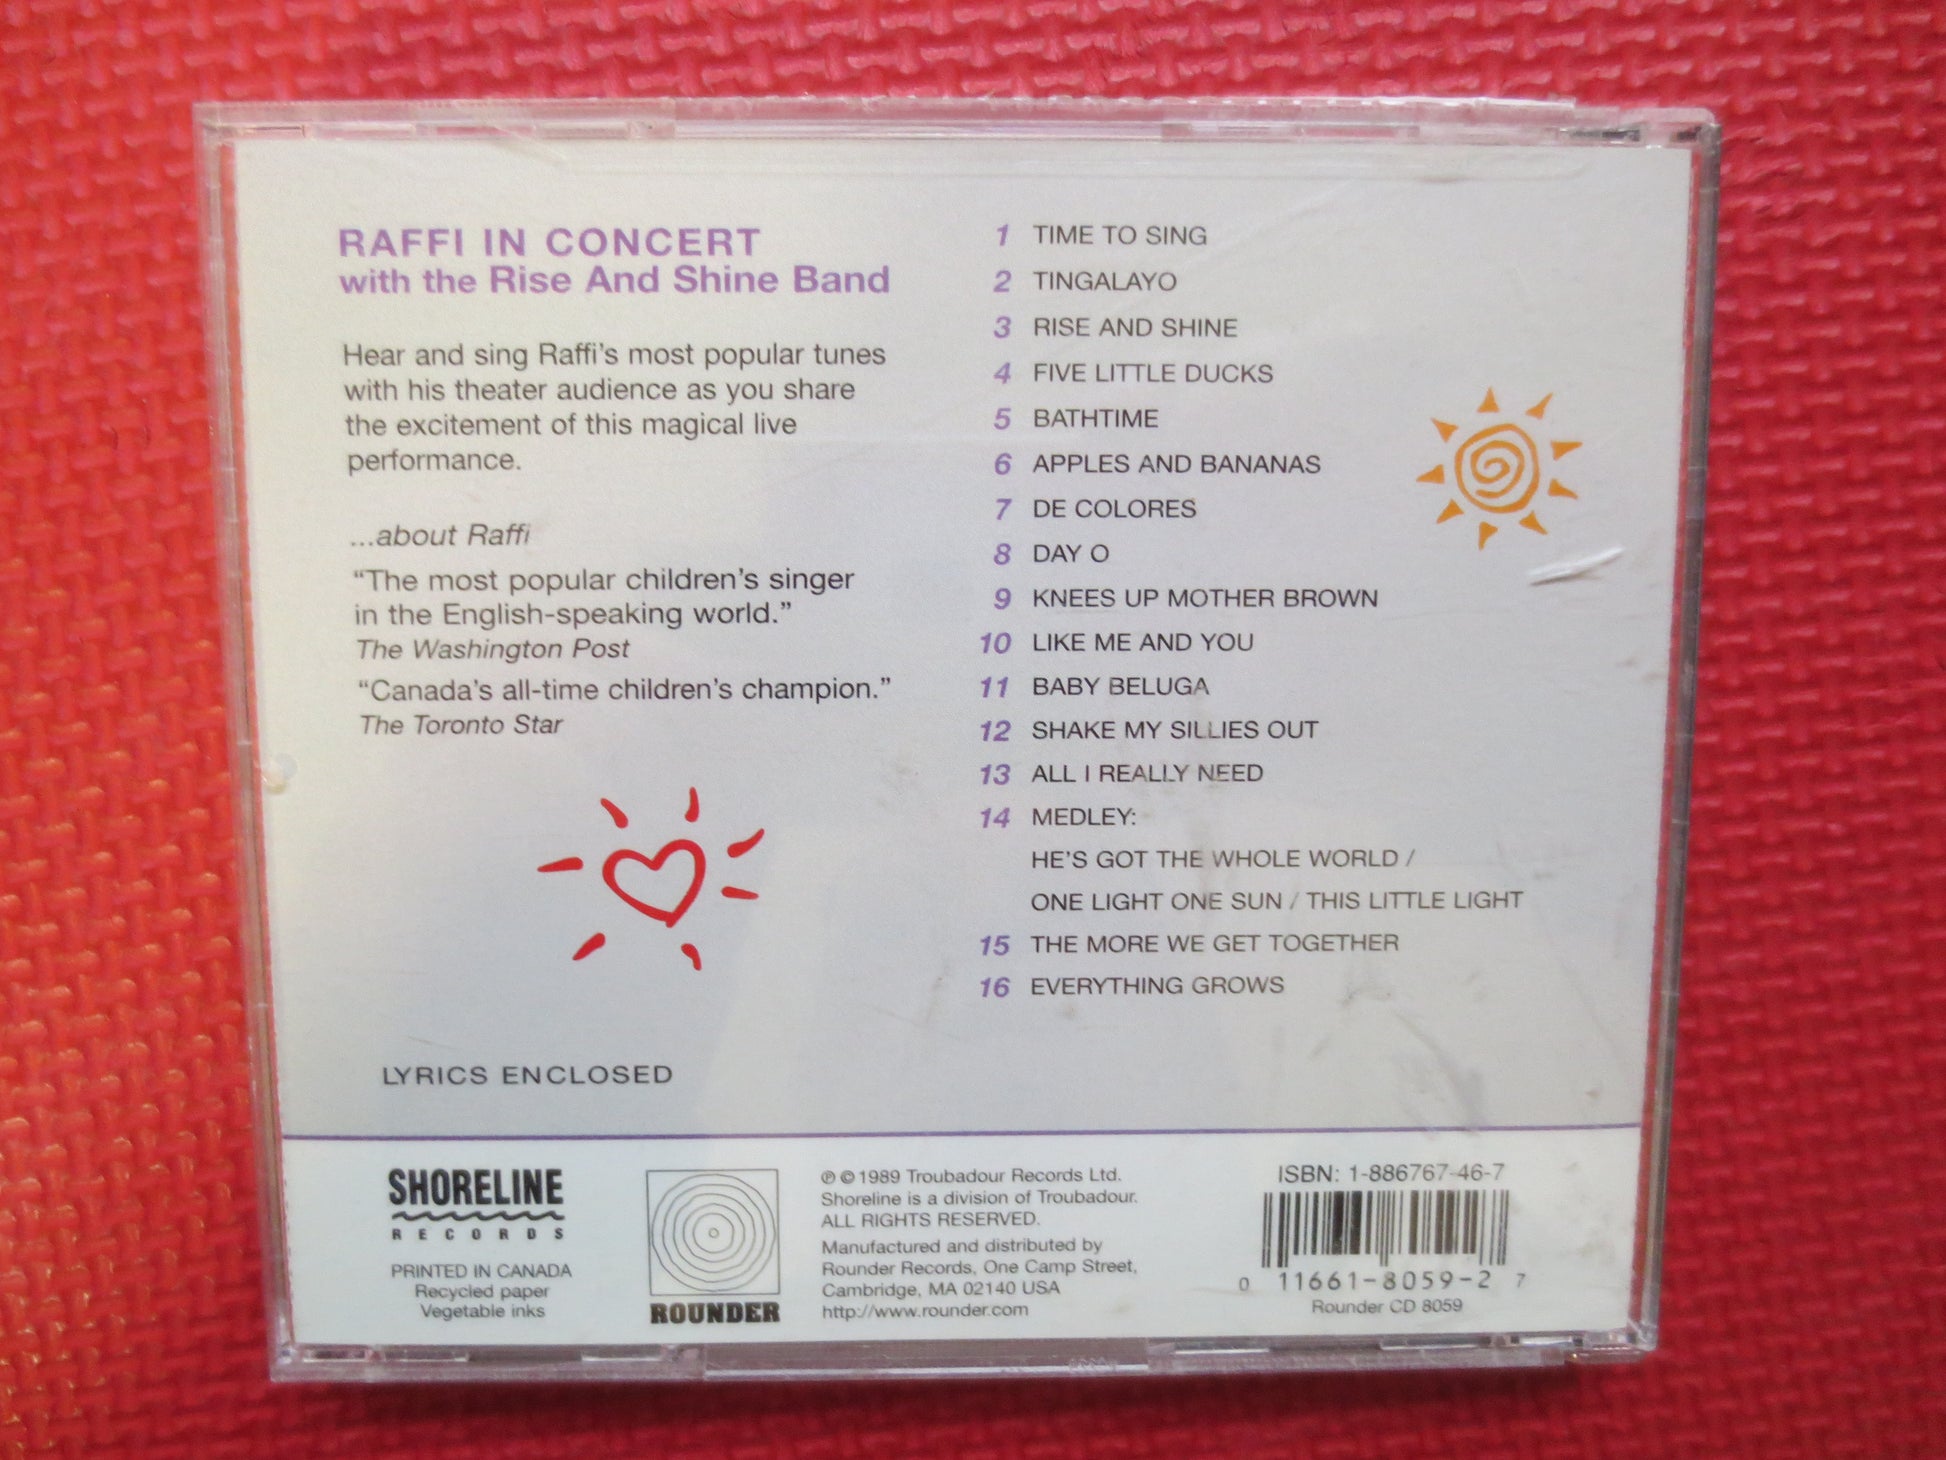 RAFFI IN CONCERT
with the Rise And Shine Band
Hear and sing Raffi's most popular tunes
with his theater audience as you share
the excitement of this magical live
performance.
...about Raffi
“The most popular children's singer
in the English-speaking world.”
The Washington Post
“Canada's all-time children's champion.”
The Toronto Star
LYRICS ENCLOSED
1 TIME TO SING
2 TINGALAYO
3 RISE AND SHINE
4 FIVE LITTLE DUCKS
5 BATHTIME
6 APPLES AND BANANAS
7 DE COLORES
8 DAY O
9 KNEES UP MOTHER BROWN
10 LIKE ME AND YOU
11 BABY BELUGA
12 SHAKE MY SILLIES OUT
13 ALL I REALLY NEED
14 MEDLEY:
HE'S GOT THE WHOLE WORLD /
ONE LIGHT ONE SUN / THIS LITTLE LIGHT
15 THE MORE WE GET TOGETHER
16 EVERYTHING GROWS
SHORELINE
RECORDS
PRINTED IN CANADA
Recycled paper
Vegetable inks
ROUNDER
℗ © 1989 Troubadour Records Ltd.
Shoreline is a division of Troubadour.
ALL RIGHTS RESERVED.
Manufactured and distributed by
Rounder Records, One Camp Street,
Cambridge, MA 02140 USA
http://www.rounder.com
ISBN: 1-886767-46-7
0 11661-8059-2 7
Rounder CD 8059